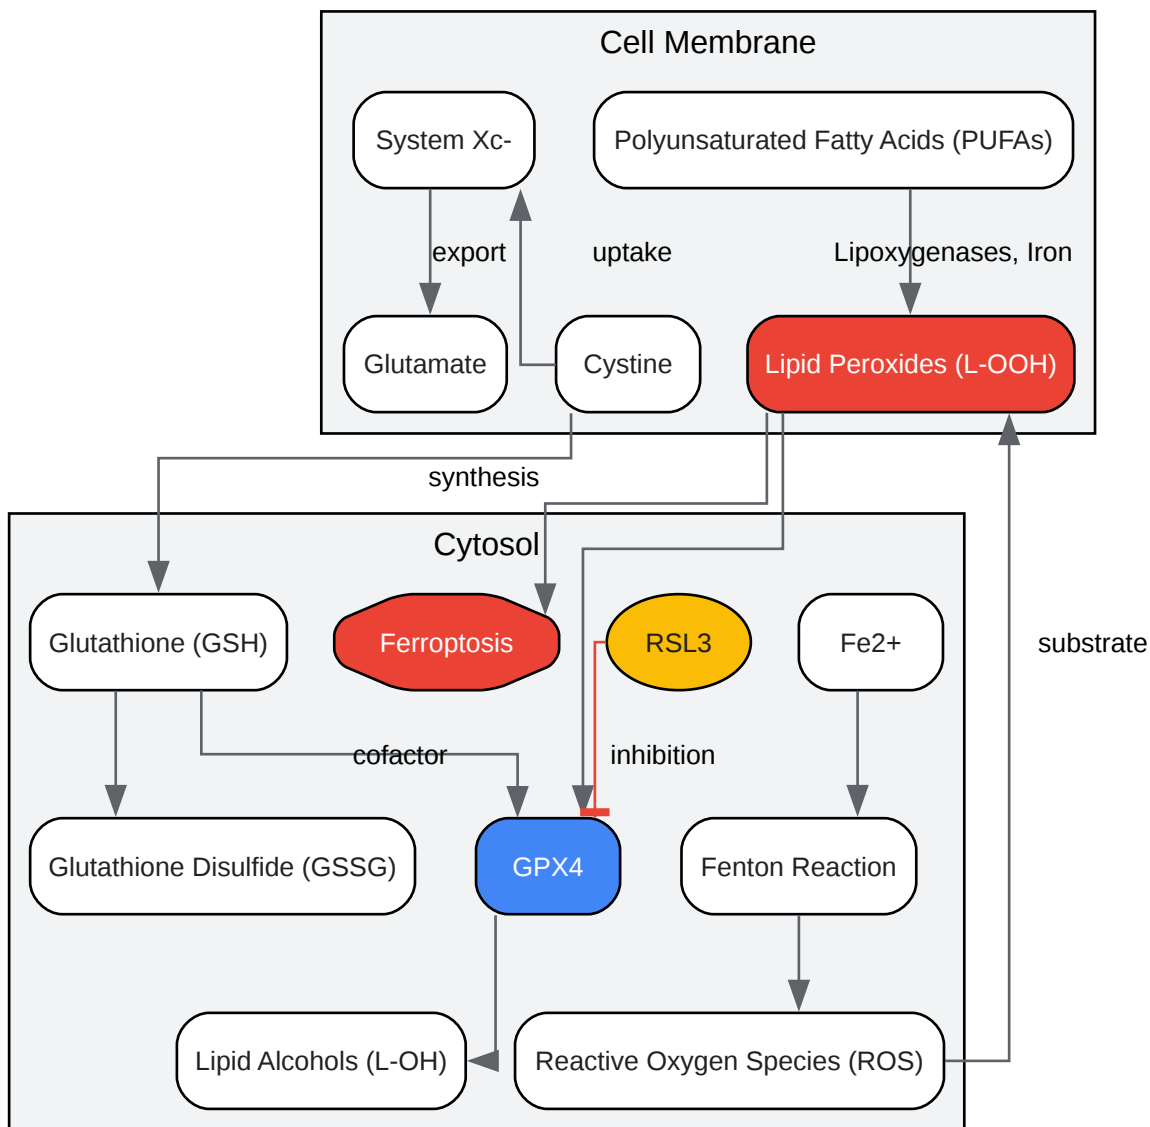 Cell Membrane
System Xc-
Polyunsaturated Fatty Acids (PUFAs)
export
uptake
Lipoxygenases, Iron
Glutamate
Cystine
Lipid Peroxides (L-OOH)
synthesis
Cytosol
Glutathione (GSH)
Ferroptosis
RSL3
Fe2+
substrate
cofactor
inhibition
Glutathione Disulfide (GSSG)
GPX4
Fenton Reaction
Lipid Alcohols (L-OH)
Reactive Oxygen Species (ROS)